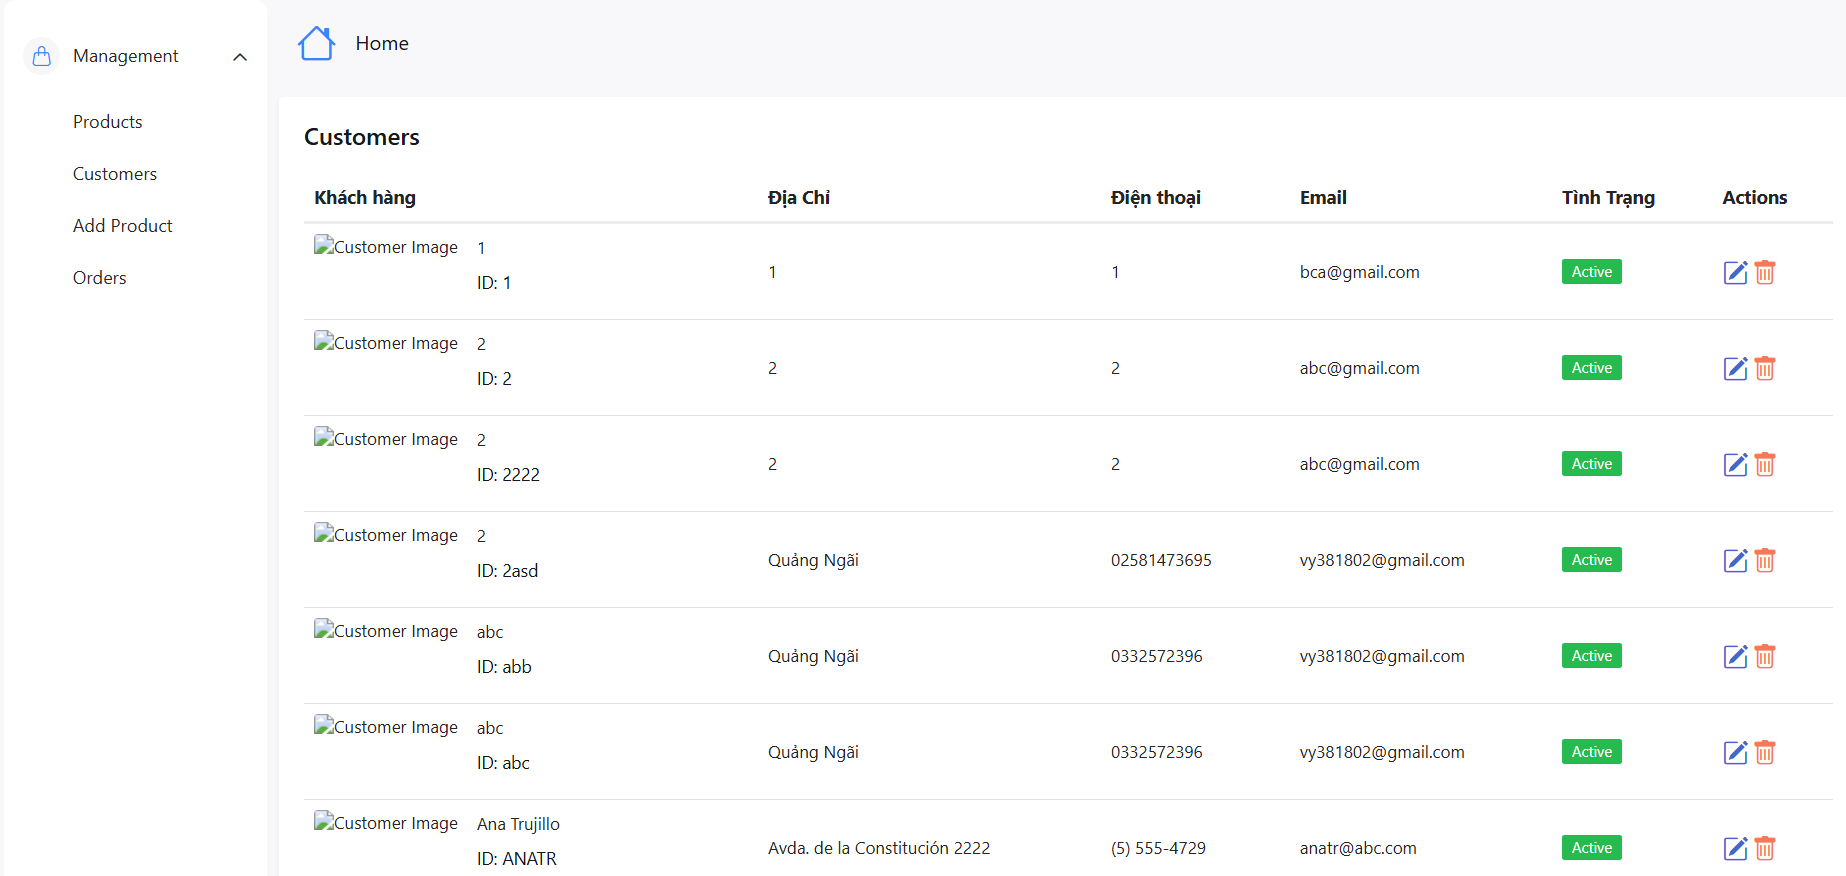 Management
Products
Customers
Add Product
Orders
Home
Customers
Khách hàng Địa Chỉ Điện thoại Email Tình Trạng Actions
Customer Image 1
ID: 1
1 1 bca@gmail.com Active
Customer Image 2
ID: 2
2 2 abc@gmail.com Active
Customer Image 2
ID: 2222
2 2 abc@gmail.com Active
Customer Image 2
ID: 2asd
Quảng Ngãi 02581473695 vy381802@gmail.com Active
Customer Image abc
ID: abb
Quảng Ngãi 0332572396 vy381802@gmail.com Active
Customer Image abc
ID: abc
Quảng Ngãi 0332572396 vy381802@gmail.com Active
Customer Image Ana Trujillo
ID: ANATR
Avda. de la Constitución 2222 (5) 555-4729 anatr@abc.com Active